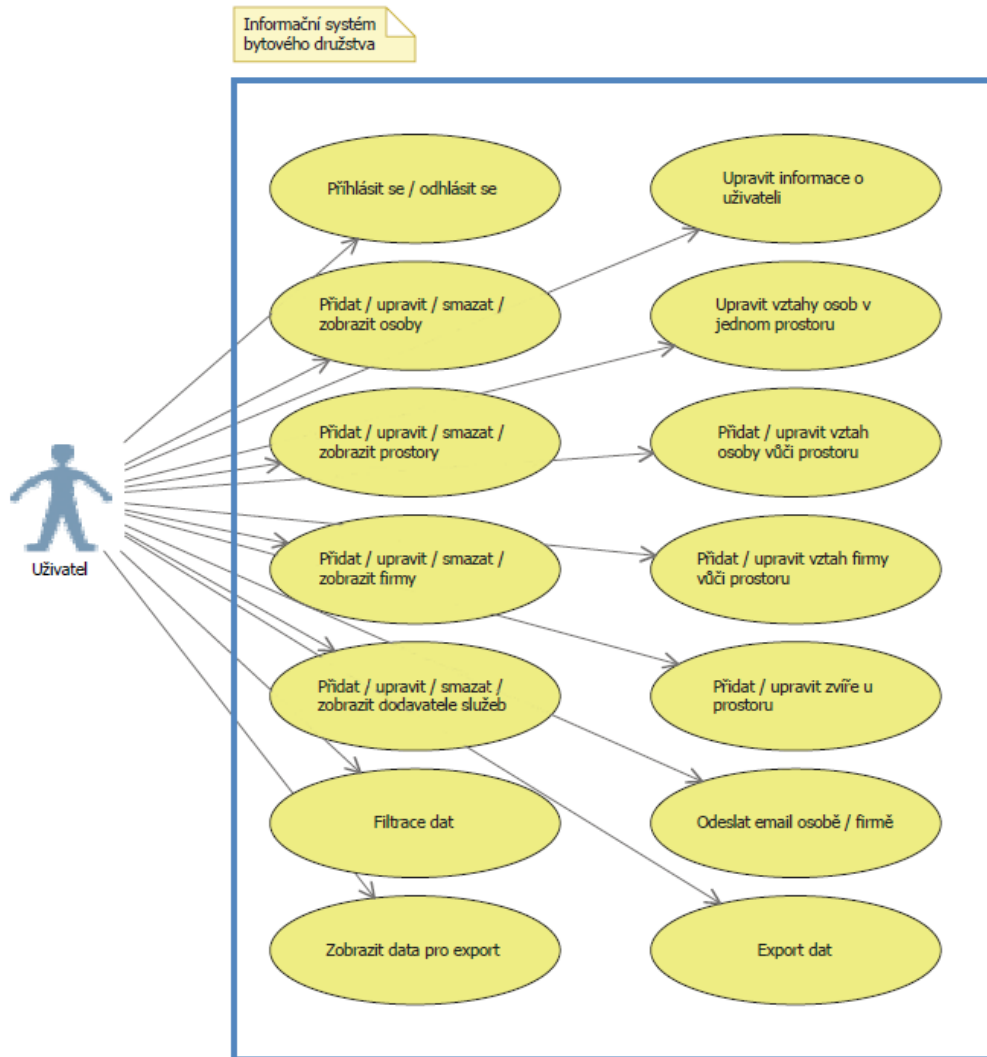 Informační systém
bytového družstva
Příhlásit se / odhlásit se
Upravit informace o
uživateli
Přidat / upravit / smazat /
zobrazit osoby
Upravit vztahy osob v
jednom prostoru
Přidat / upravit / smazat /
zobrazit prostory
Přidat / upravit vztah
osoby vůči prostoru
Uživatel
Přidat / upravit / smazat /
zobrazit firmy
Přidat / upravit vztah firmy
vůči prostoru
Přidat / upravit / smazat /
zobrazit dodavatele služeb
Přidat / upravit zvíře u
prostoru
Filtrace dat
Odeslat email osobě / firmě
Zobrazit data pro export
Export dat